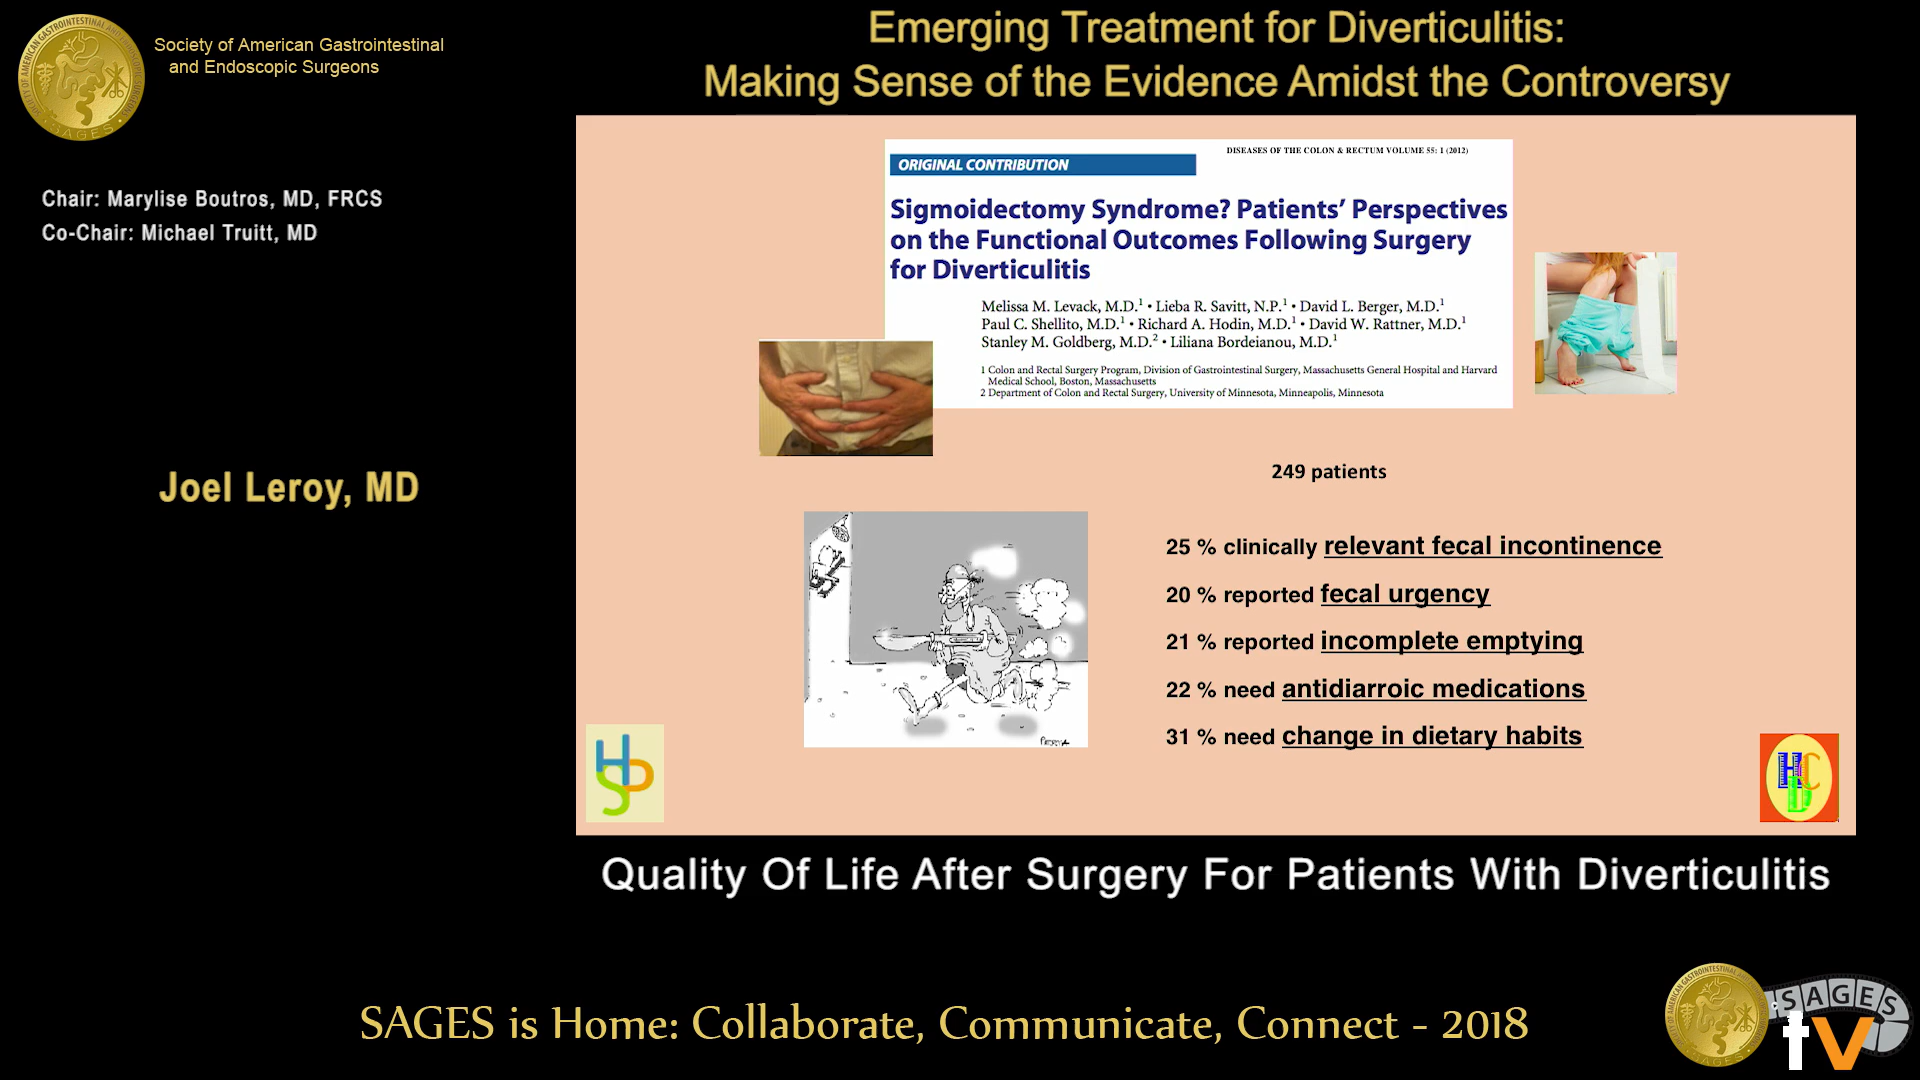 Society of American Gastrointestinal
and Endoscopic Surgeons
Emerging Treatment for Diverticulitis:
Making Sense of the Evidence Amidst the Controversy
Chair: Marylise Boutros, MD, FRCS
Co-Chair: Michael Truitt, MD
Joel Leroy, MD
DISEASES OF THE COLON & RECTUM VOLUME 55: 1 (2012)
ORIGINAL CONTRIBUTION
Sigmoidectomy Syndrome? Patients' Perspectives
on the Functional Outcomes Following Surgery
for Diverticulitis
Melissa M. Levack, M.D.1 • Lieba R. Savitt, N.P.1 • David L. Berger, M.D.1
Paul C. Shellito, M.D.1 • Richard A. Hodin, M.D.1 • David W. Rattner, M.D.1
Stanley M. Goldberg, M.D.2 • Liliana Bordeianou, M.D.1
1 Colon and Rectal Surgery Program, Division of Gastrointestinal Surgery, Massachusetts General Hospital and Harvard
Medical School, Boston, Massachusetts
2 Department of Colon and Rectal Surgery, University of Minnesota, Minneapolis, Minnesota
249 patients
25 % clinically relevant fecal incontinence
20 % reported fecal urgency
21 % reported incomplete emptying
22 % need antidiarroic medications
31 % need change in dietary habits
Quality Of Life After Surgery For Patients With Diverticulitis
SAGES is Home: Collaborate, Communicate, Connect - 2018
SAGES
tv